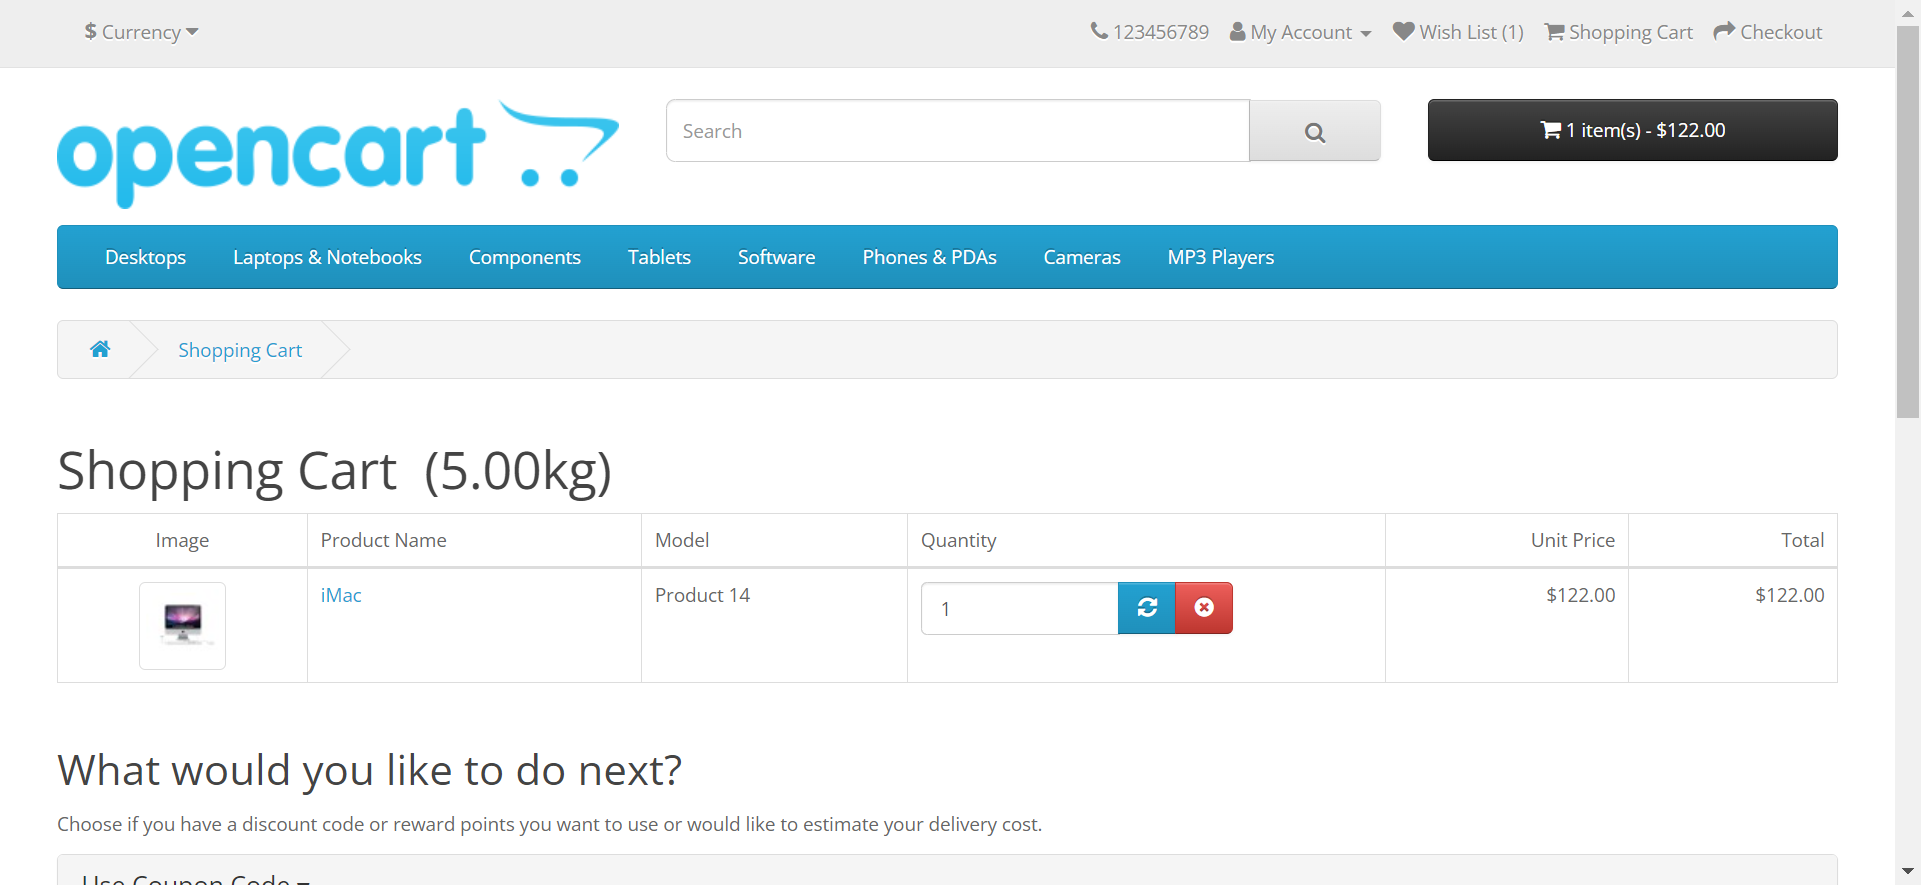 $ Currency
123456789 My Account Wish List (1) Shopping Cart Checkout
opencart
Search
1 item(s) - $122.00
Desktops Laptops & Notebooks Components Tablets Software Phones & PDAs Cameras MP3 Players
Shopping Cart
Shopping Cart (5.00kg)
Image Product Name Model Quantity Unit Price Total
iMac Product 14 1 $122.00 $122.00
What would you like to do next?
Choose if you have a discount code or reward points you want to use or would like to estimate your delivery cost.
Use Coupon Code